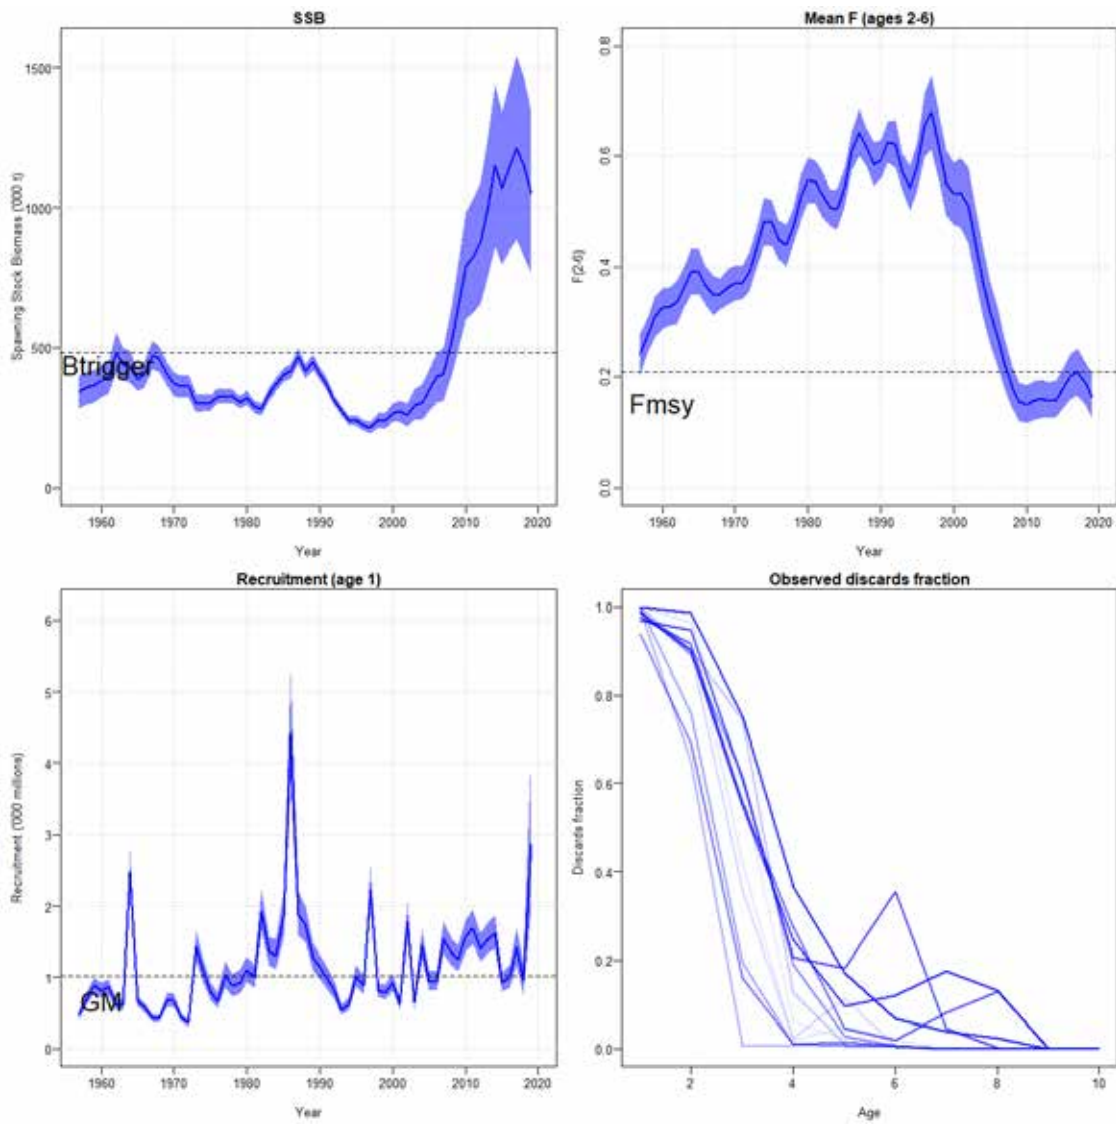 SSB
Spawning Stock Biomass ('000 t)
1500
1000
500
0
Btrigger
1960 1970 1980 1990 2000 2010 2020
Year
Mean F (ages 2-6)
F(2-6)
0.8
0.6
0.4
0.2
0.0
Fmsy
1960 1970 1980 1990 2000 2010 2020
Year
Recruitment (age 1)
Recruitment ('000 millions)
6
5
4
3
2
1
0
GM
1960 1970 1980 1990 2000 2010 2020
Year
Observed discards fraction
Discards fraction
1.0
0.8
0.6
0.4
0.2
0.0
2 4 6 8 10
Age